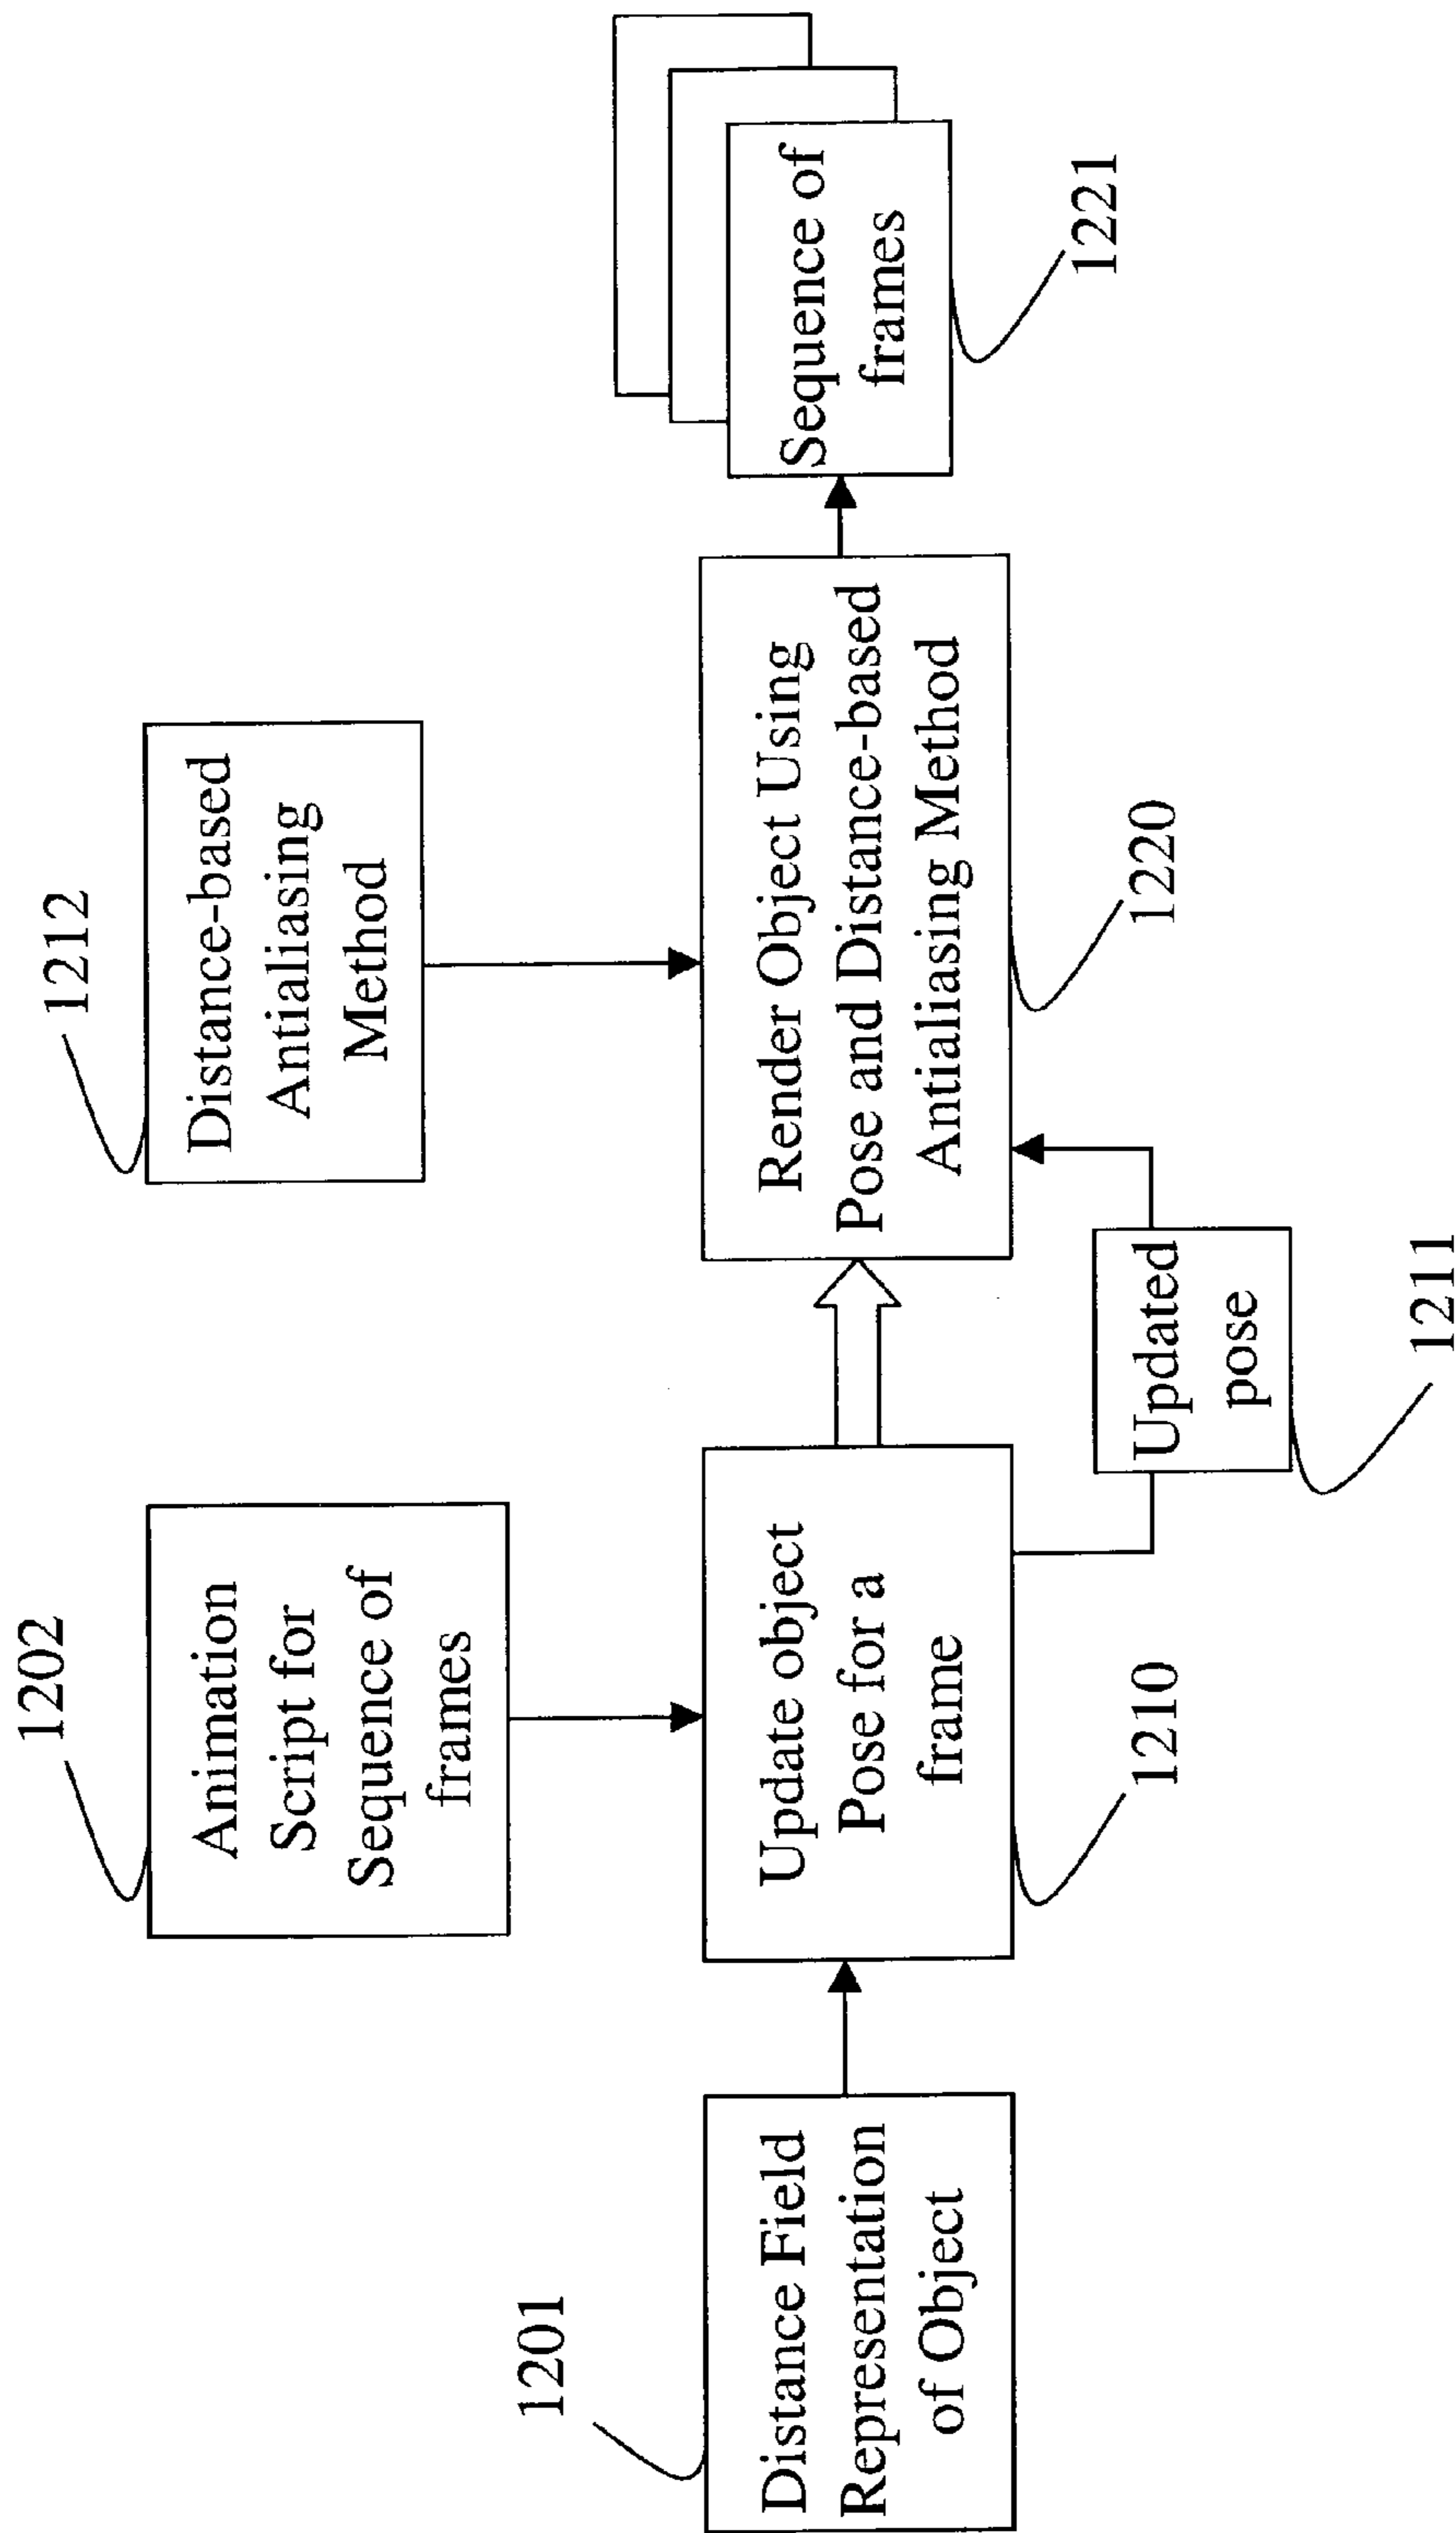 1202
Animation
Script for
Sequence of
frames
1212
Distance-based
Antialiasing
Method
1201
Distance Field
Representation
of Object
Update object
Pose for a
frame
1210
Render Object Using
Pose and Distance-based
Antialiasing Method
1220
Sequence of
frames
1221
Updated
pose
1211